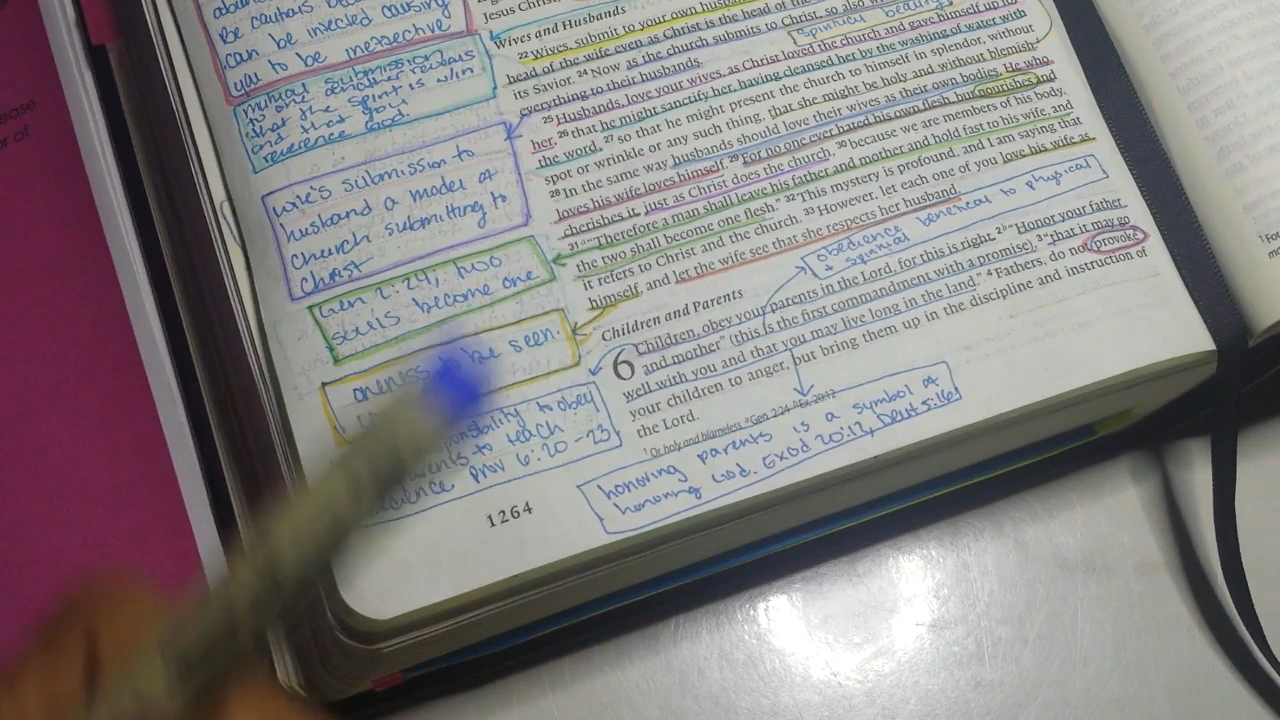 Be cautious
can be infected causing
you to be ineffective
mutual submission
to one another reveals
that the Spirit is w/in
and that you
reverence God.
wife's submission to
husband a model of
church submitting to
Christ
Gen 2:24, two
souls become one
oneness to be seen.
to obey
to teach
Prov 6:20-23
1264
Jesus Christ,
Wives and Husbands
22 Wives, submit to your own husbands
head of the wife even as Christ is the head of the
its Savior. 24 Now as the church submits to Christ, so also w
everything to their husbands.
spiritual beauty
25 Husbands, love your wives, as Christ loved the church and gave himself up for
her, 26 that he might sanctify her, having cleansed her by the washing of water with
the word, 27 so that he might present the church to himself in splendor, without
spot or wrinkle or any such thing, that she might be holy and without blemish.
28 In the same way husbands should love their wives as their own bodies. He who
loves his wife loves himself. 29 For no one ever hated his own flesh, but nourishes and
cherishes it, just as Christ does the church, 30 because we are members of his body.
31 "Therefore a man shall leave his father and mother and hold fast to his wife, and
the two shall become one flesh." 32 This mystery is profound, and I am saying that
it refers to Christ and the church. 33 However, let each one of you love his wife as
himself, and let the wife see that she respects her husband.
obedience beneficial to physical
+ spiritual
Children and Parents
6 Children, obey your parents in the Lord, for this is right. 2 "Honor your father
and mother" (this is the first commandment with a promise), 3 "that it may go
well with you and that you may live long in the land." 4 Fathers, do not provoke
your children to anger, but bring them up in the discipline and instruction of
the Lord.
1 Or holy and blameless a Gen 2:24 b Ex. 20:12
honoring parents is a symbol of
honoring God. Exod 20:12, Deut 5:16